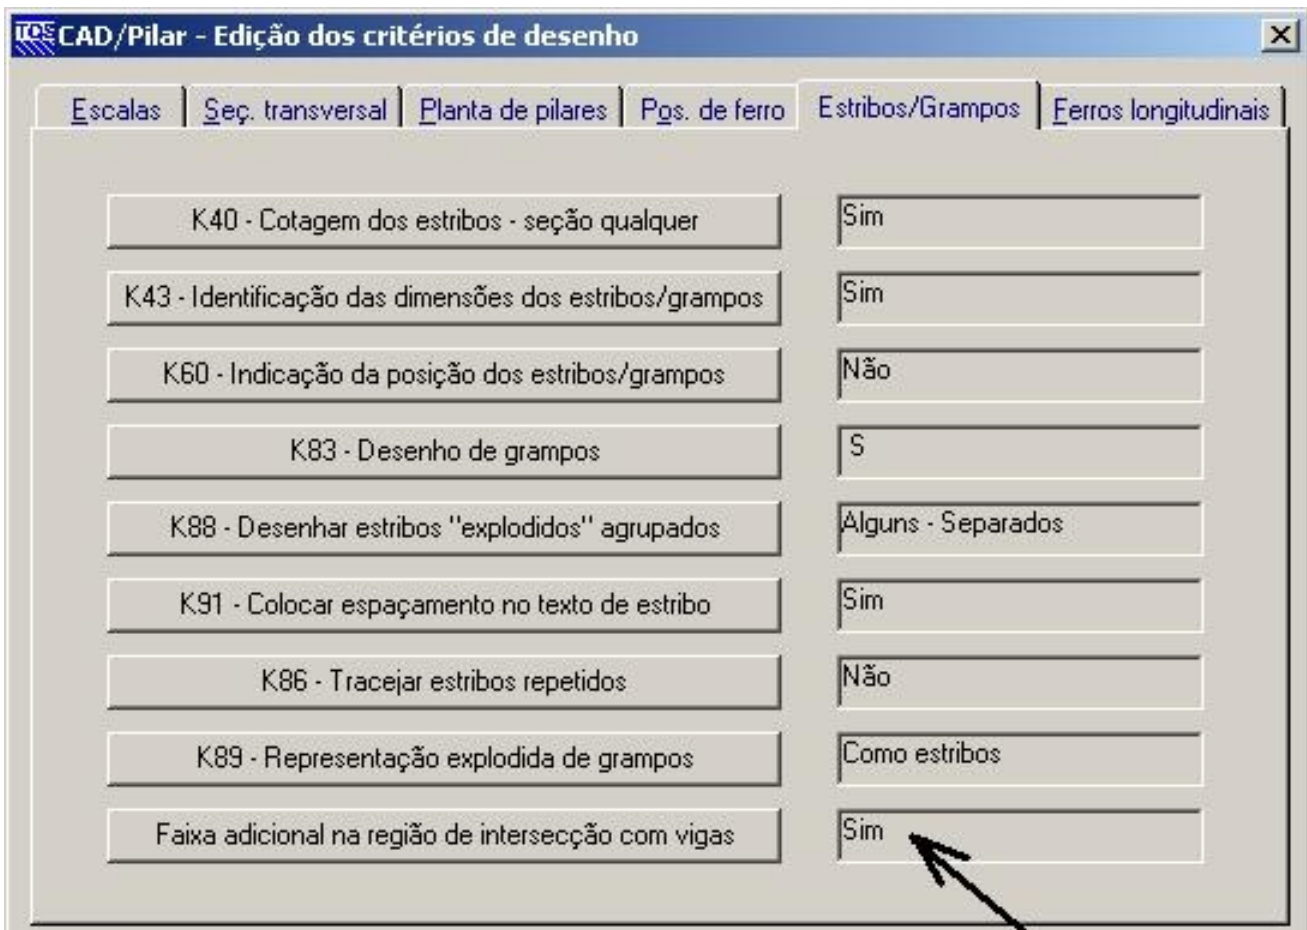 TQS CAD/Pilar - Edição dos critérios de desenho
Escalas Seç. transversal Planta de pilares Pos. de ferro Estribos/Grampos Ferros longitudinais
K40 - Cotagem dos estribos - seção qualquer Sim
K43 - Identificação das dimensões dos estribos/grampos Sim
K60 - Indicação da posição dos estribos/grampos Não
K83 - Desenho de grampos S
K88 - Desenhar estribos "explodidos" agrupados Alguns - Separados
K91 - Colocar espaçamento no texto de estribo Sim
K86 - Tracejar estribos repetidos Não
K89 - Representação explodida de grampos Como estribos
Faixa adicional na região de intersecção com vigas Sim